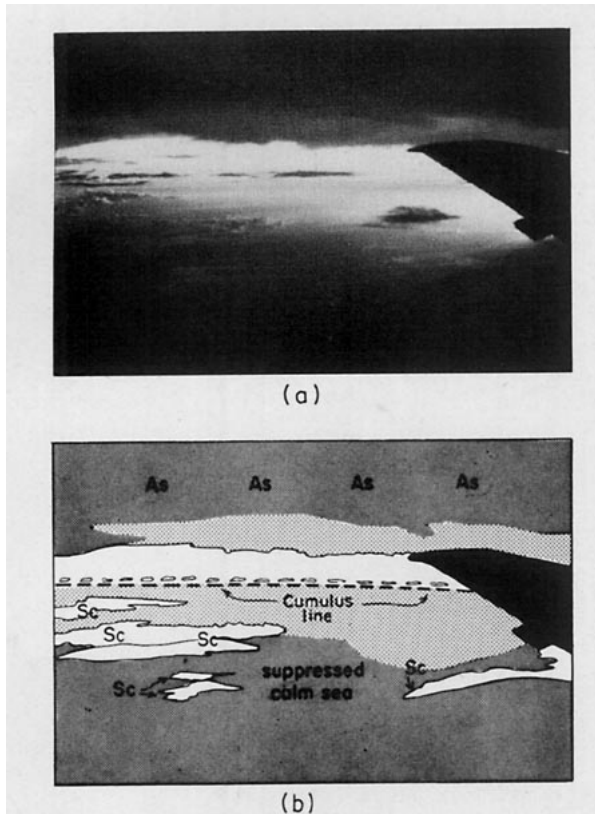 (a)
As As As As
Cumulus
line
Sc
Sc Sc
suppressed
calm sea
Sc
Sc
(b)